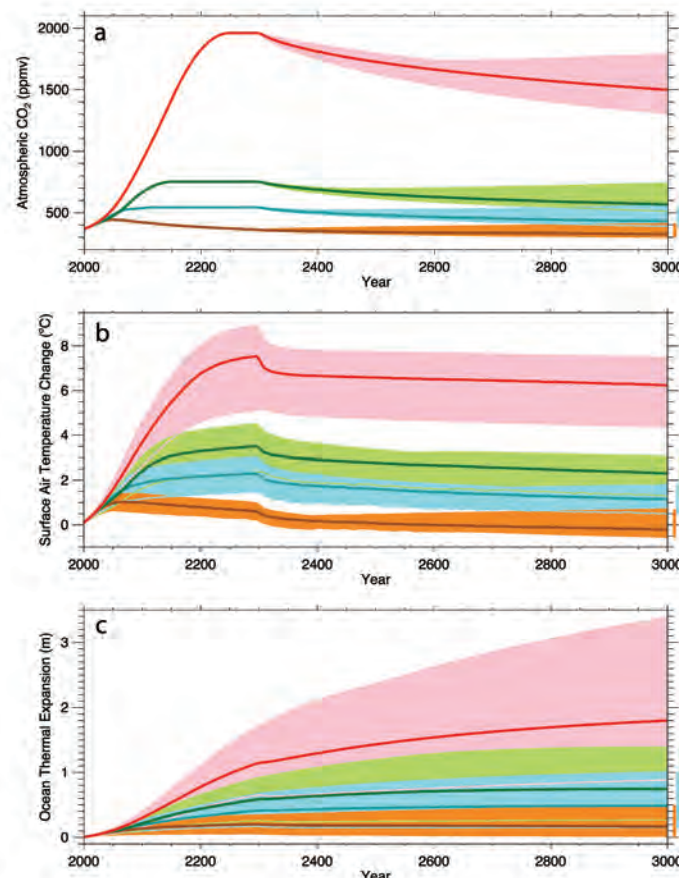 a
Atmospheric CO₂ (ppmv)
2000
1500
1000
500
2000 2200 2400 2600 2800 3000
Year
b
Surface Air Temperature Change (°C)
8
6
4
2
0
2000 2200 2400 2600 2800 3000
Year
c
Ocean Thermal Expansion (m)
3
2
1
0
2000 2200 2400 2600 2800 3000
Year